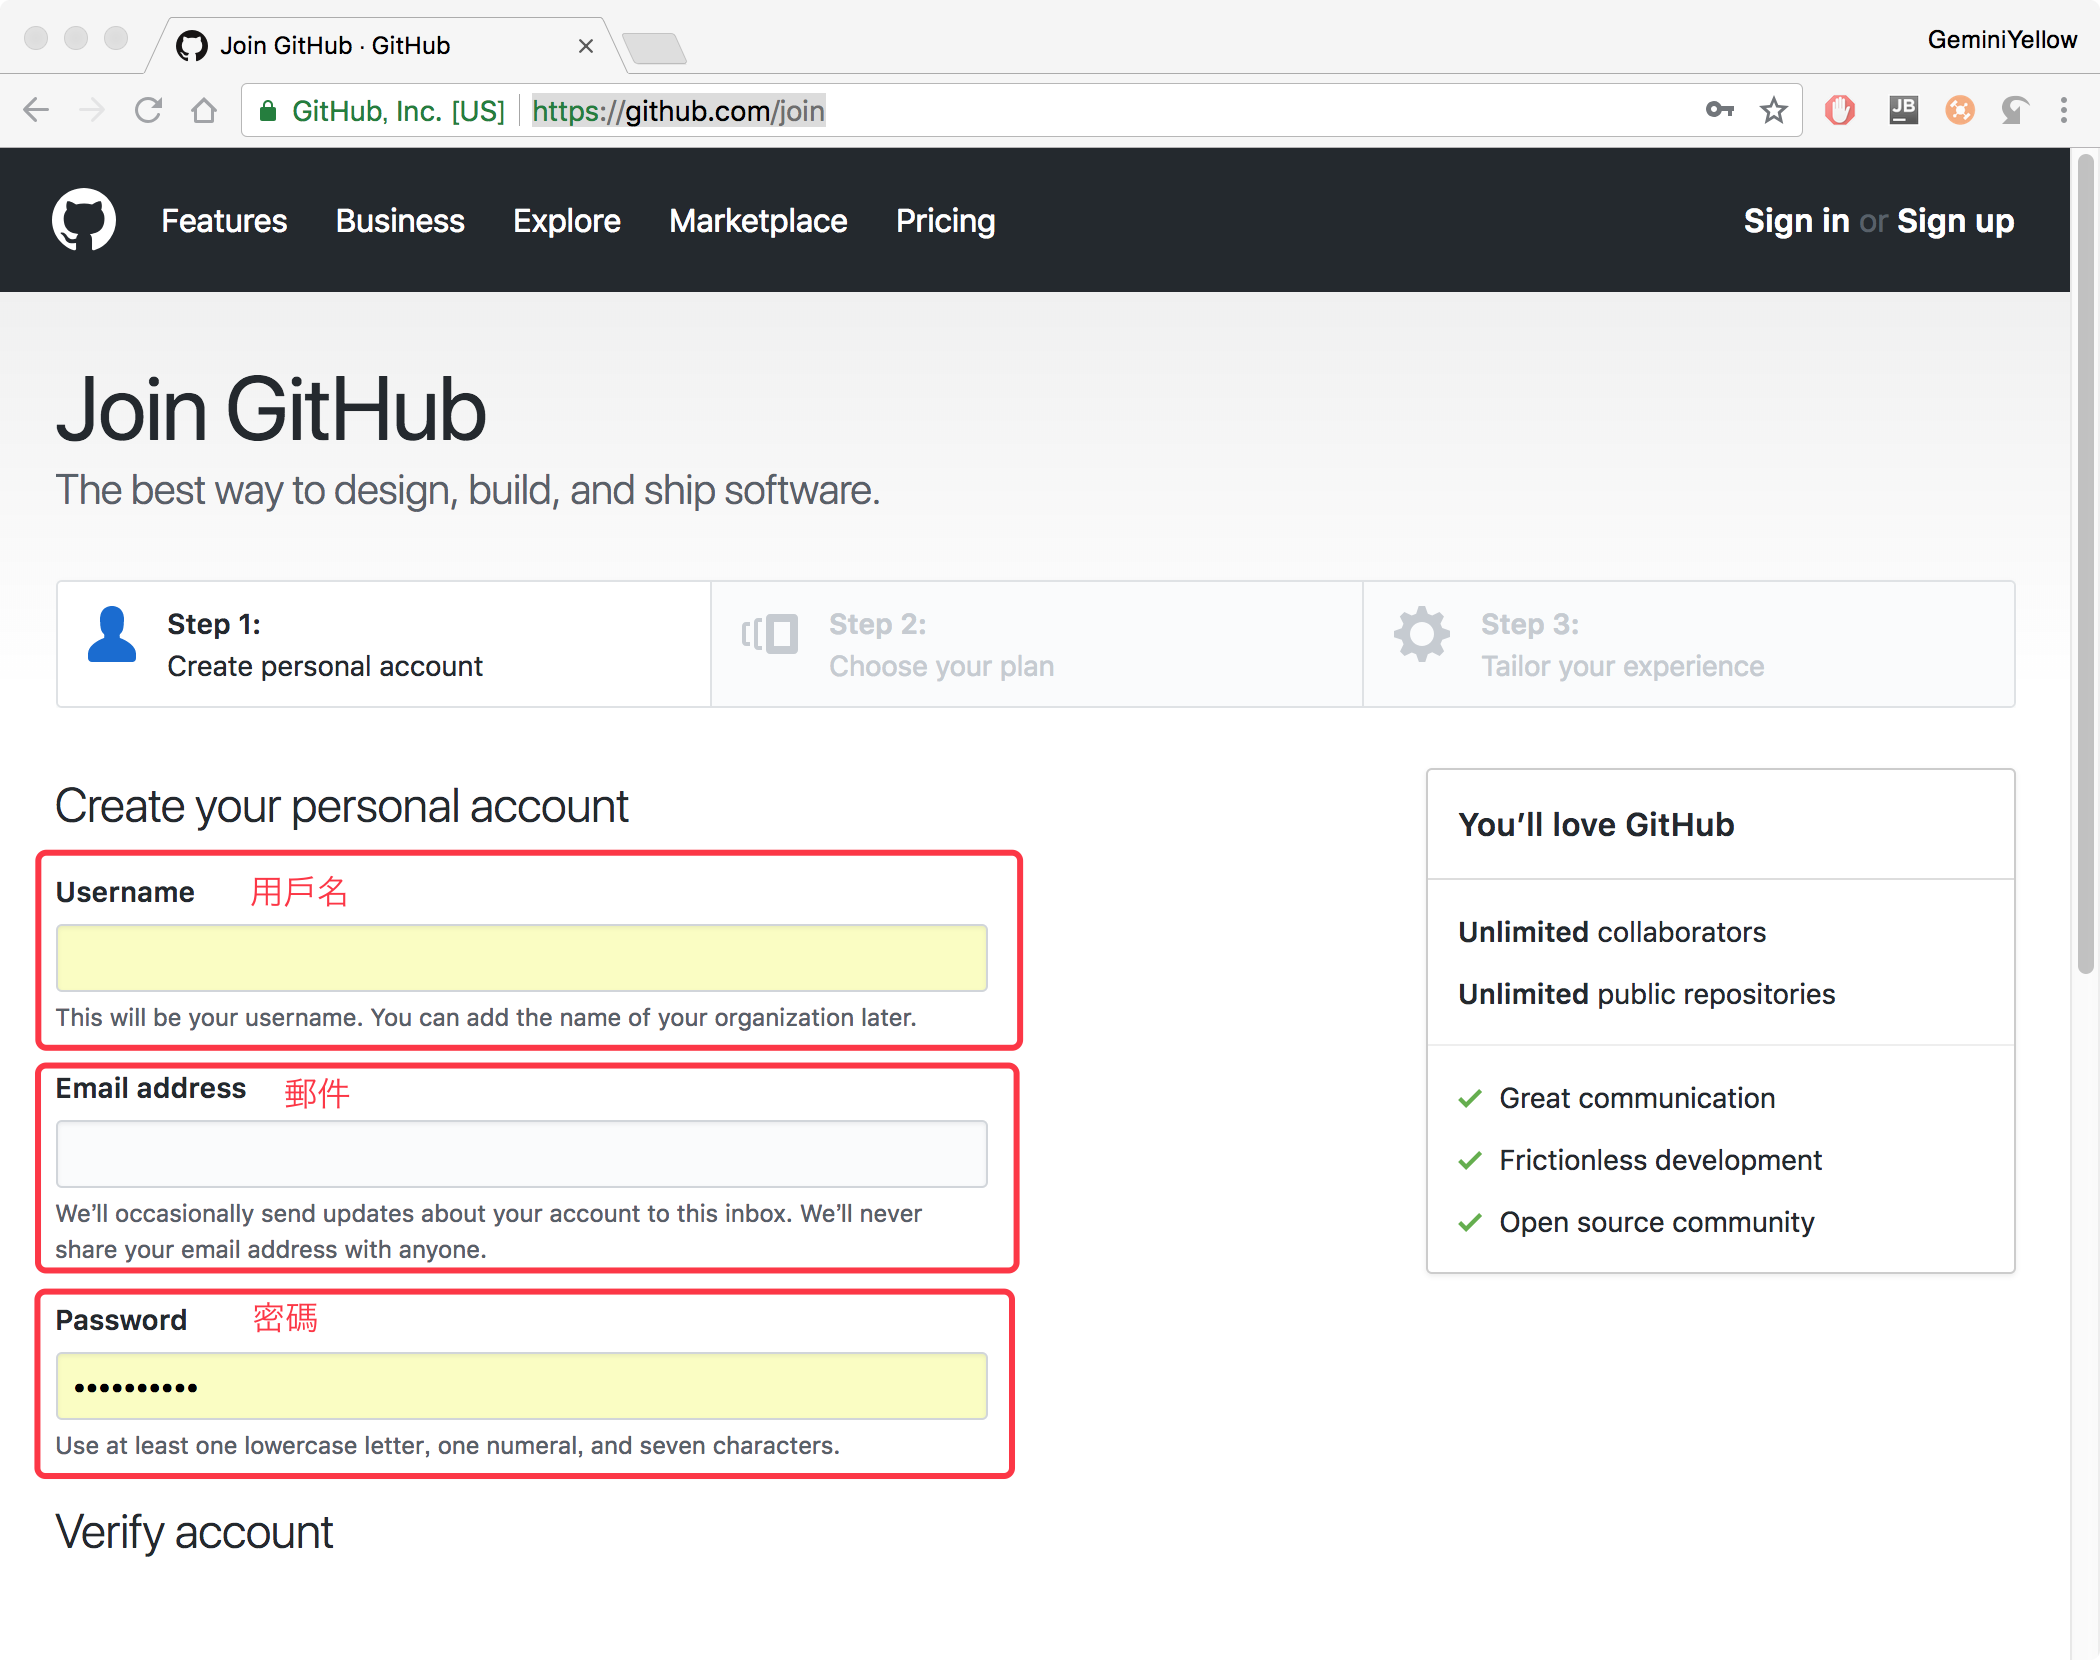 Join GitHub · GitHub
GeminiYellow
GitHub, Inc. [US] https://github.com/join
JB
Features Business Explore Marketplace Pricing Sign in or Sign up
Join GitHub
The best way to design, build, and ship software.
Step 1:
Create personal account
Step 2:
Choose your plan
Step 3:
Tailor your experience
Create your personal account
Username 用戶名
This will be your username. You can add the name of your organization later.
Email address 郵件
We’ll occasionally send updates about your account to this inbox. We’ll never
share your email address with anyone.
Password 密碼
••••••••••
Use at least one lowercase letter, one numeral, and seven characters.
Verify account
You’ll love GitHub
Unlimited collaborators
Unlimited public repositories
Great communication
Frictionless development
Open source community